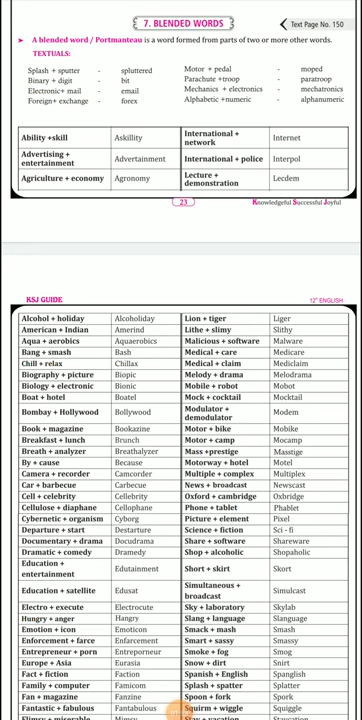 7. BLENDED WORDS
Text Page No. 150
➤ A blended word / Portmanteau is a word formed from parts of two or more other words.
TEXTUALS:
Splash + sputter - spluttered
Binary + digit - bit
Electronic+ mail - email
Foreign+ exchange - forex
Motor + pedal - moped
Parachute +troop - paratroop
Mechanics + electronics - mechatronics
Alphabetic +numeric - alphanumeric
Ability +skill Askillity International + network Internet
Advertising + entertainment Advertainment International + police Interpol
Agriculture + economy Agronomy Lecture + demonstration Lecdem
23
Knowledgeful Successful Joyful
KSJ GUIDE
12th ENGLISH
Alcohol + holiday Alcoholiday Lion + tiger Liger
American + Indian Amerind Lithe + slimy Slithy
Aqua + aerobics Aquaerobics Malicious + software Malware
Bang + smash Bash Medical + care Medicare
Chill + relax Chillax Medical + claim Mediclaim
Biography + picture Biopic Melody + drama Melodrama
Biology + electronic Bionic Mobile + robot Mobot
Boat + hotel Boatel Mock + cocktail Mocktail
Bombay + Hollywood Bollywood Modulator + demodulator Modem
Book + magazine Bookazine Motor + bike Mobike
Breakfast + lunch Brunch Motor + camp Mocamp
Breath + analyzer Breathalyzer Mass +prestige Masstige
By + cause Because Motorway + hotel Motel
Camera + recorder Camcorder Multiple + complex Multiplex
Car + barbecue Carbecue News + broadcast Newscast
Cell + celebrity Cellebrity Oxford + cambridge Oxbridge
Cellulose + diaphane Cellophane Phone + tablet Phablet
Cybernetic + organism Cyborg Picture + element Pixel
Departure + start Destarture Science + fiction Sci - fi
Documentary + drama Docudrama Share + software Shareware
Dramatic + comedy Dramedy Shop + alcoholic Shopaholic
Education + entertainment Edutainment Short + skirt Skort
Education + satellite Edusat Simultaneous + broadcast Simulcast
Electro + execute Electrocute Sky + laboratory Skylab
Hungry + anger Hangry Slang + language Slanguage
Emotion + icon Emoticon Smack + mash Smash
Enforcement + farce Enfarcement Smart + sassy Smassy
Entrepreneur + porn Entreporneur Smoke + fog Smog
Europe + Asia Eurasia Snow + dirt Snirt
Fact + fiction Faction Spanish + English Spanglish
Family + computer Famicom Splash + spatter Splatter
Fan + magazine Fanzine Spoon + fork Spork
Fantastic + fabulous Fantabulous Squirm + wiggle Squiggle
Flimsy + miserable Mimsy Stay + vacation Staycation